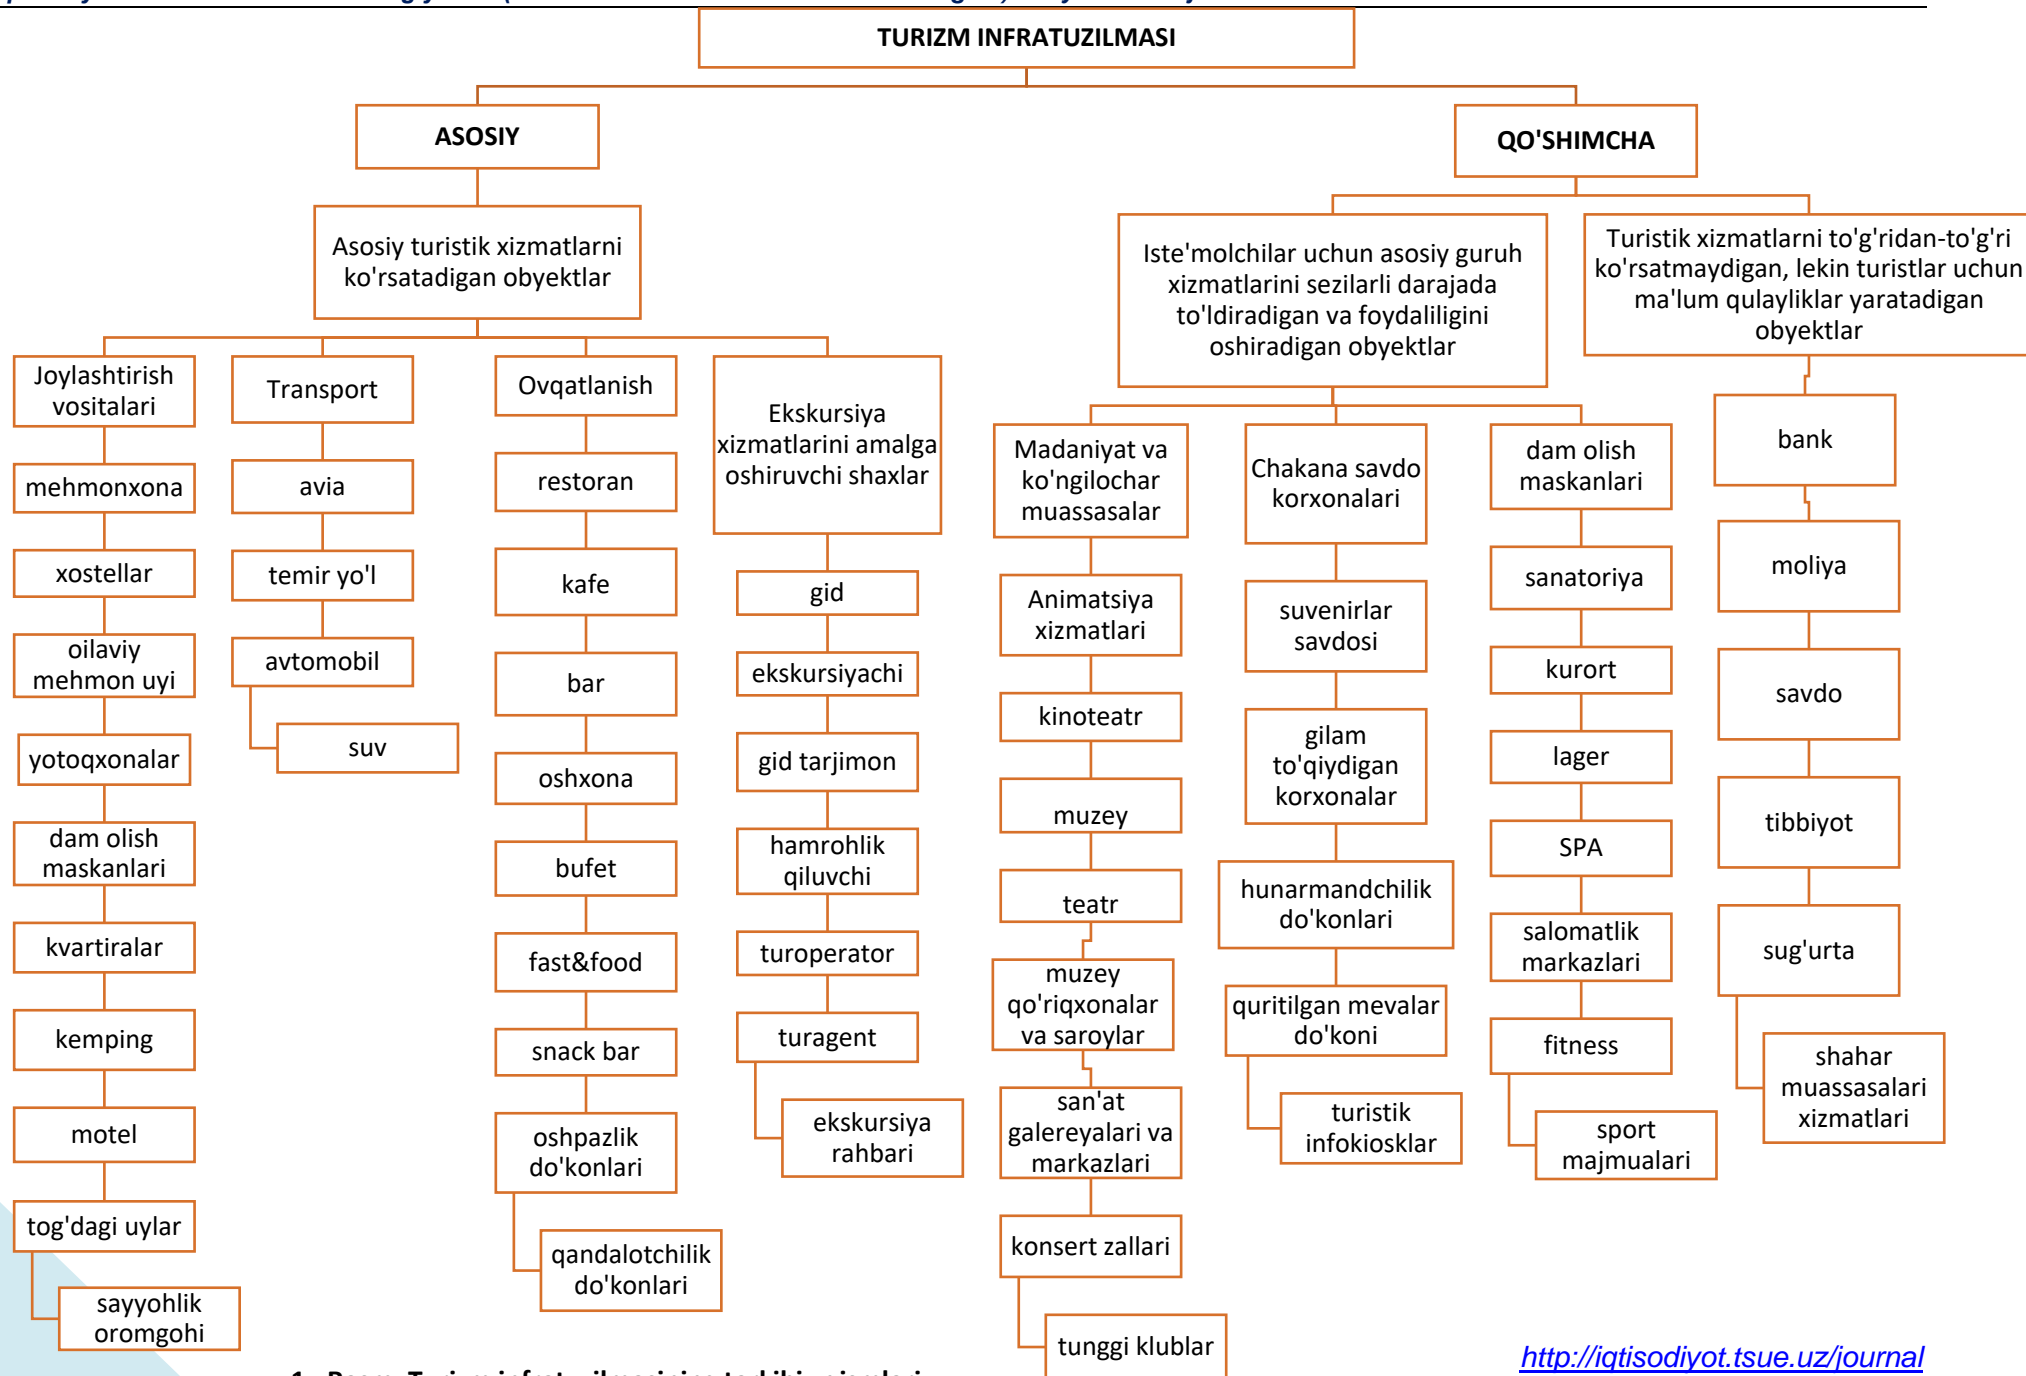 TURIZM INFRATUZILMASI
ASOSIY
Asosiy turistik xizmatlarni
ko'rsatadigan obyektlar
Joylashtirish
vositalari
mehmonxona
xostellar
oilaviy
mehmon uyi
yotoqxonalar
dam olish
maskanlari
kvartiralar
kemping
motel
tog'dagi uylar
sayyohlik
oromgohi
Transport
avia
temir yo'l
avtomobil
suv
Ovqatlanish
restoran
kafe
bar
oshxona
bufet
fast&food
snack bar
oshpazlik
do'konlari
qandalotchilik
do'konlari
Ekskursiya
xizmatlarini amalga
oshiruvchi shaxlar
gid
ekskursiyachi
gid tarjimon
hamrohlik
qiluvchi
turoperator
turagent
ekskursiya
rahbari
QO'SHIMCHA
Iste'molchilar uchun asosiy guruh
xizmatlarini sezilarli darajada
to'ldiradigan va foydaliligini
oshiradigan obyektlar
Madaniyat va
ko'ngilochar
muassasalar
Animatsiya
xizmatlari
kinoteatr
muzey
teatr
muzey
qo'riqxonalar
va saroylar
san'at
galereyalari va
markazlari
konsert zallari
tunggi klublar
Chakana savdo
korxonalari
suvenirlar
savdosi
gilam
to'qiydigan
korxonalar
hunarmandchilik
do'konlari
quritilgan mevalar
do'koni
turistik
infokiosklar
dam olish
maskanlari
sanatoriya
kurort
lager
SPA
salomatlik
markazlari
fitness
sport
majmualari
Turistik xizmatlarni to'g'ridan-to'g'ri
ko'rsatmaydigan, lekin turistlar uchun
ma'lum qulayliklar yaratadigan
obyektlar
bank
moliya
savdo
tibbiyot
sug'urta
shahar
muassasalari
xizmatlari
http://iqtisodiyot.tsue.uz/journal